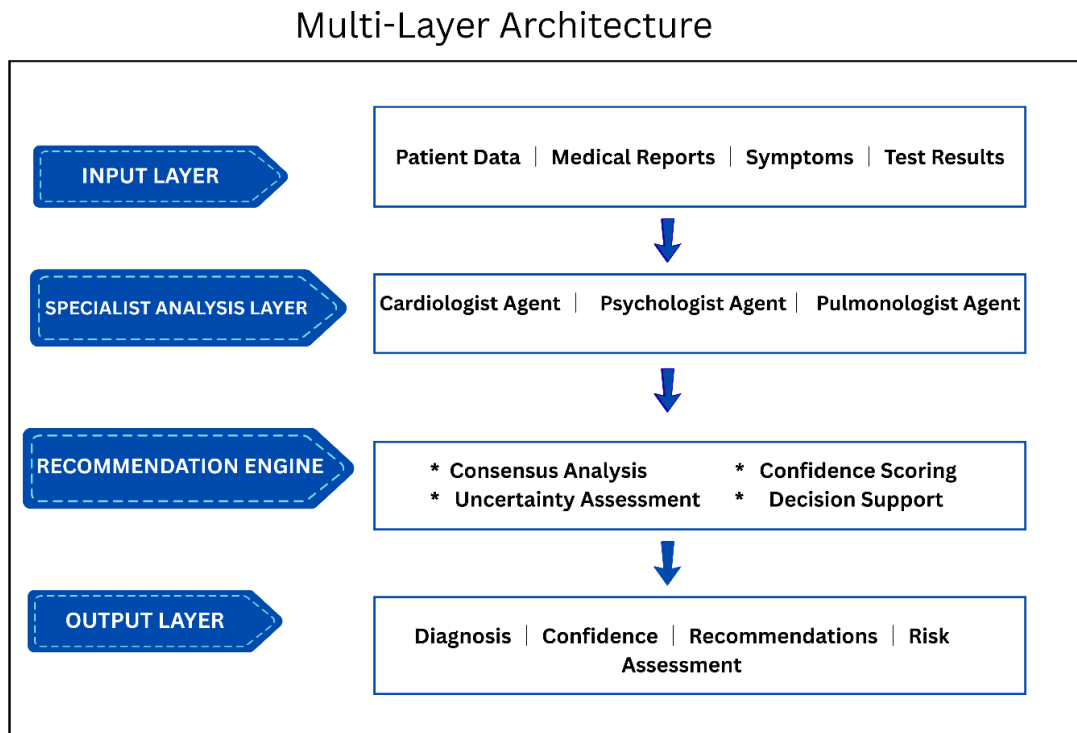 Multi-Layer Architecture
INPUT LAYER
Patient Data | Medical Reports | Symptoms | Test Results
SPECIALIST ANALYSIS LAYER
Cardiologist Agent | Psychologist Agent | Pulmonologist Agent
RECOMMENDATION ENGINE
* Consensus Analysis * Confidence Scoring
* Uncertainty Assessment * Decision Support
OUTPUT LAYER
Diagnosis | Confidence | Recommendations | Risk
Assessment